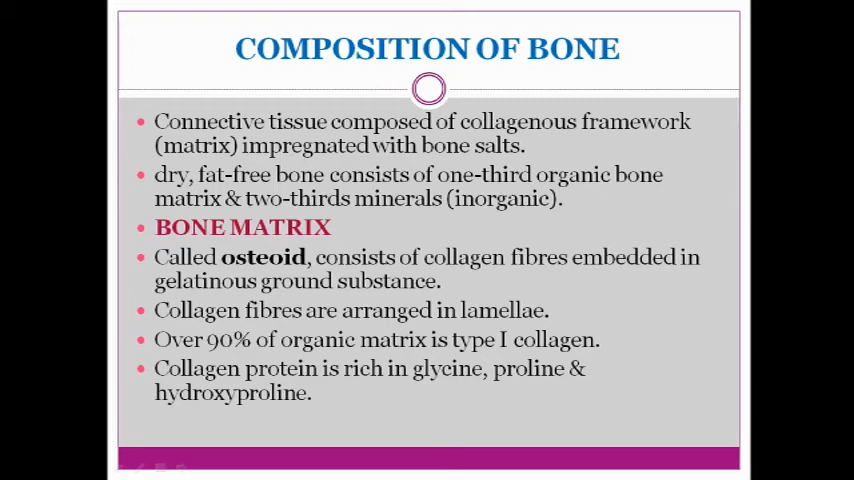 COMPOSITION OF BONE
• Connective tissue composed of collagenous framework
(matrix) impregnated with bone salts.
• dry, fat-free bone consists of one-third organic bone
matrix & two-thirds minerals (inorganic).
• BONE MATRIX
• Called osteoid, consists of collagen fibres embedded in
gelatinous ground substance.
• Collagen fibres are arranged in lamellae.
• Over 90% of organic matrix is type I collagen.
• Collagen protein is rich in glycine, proline &
hydroxyproline.